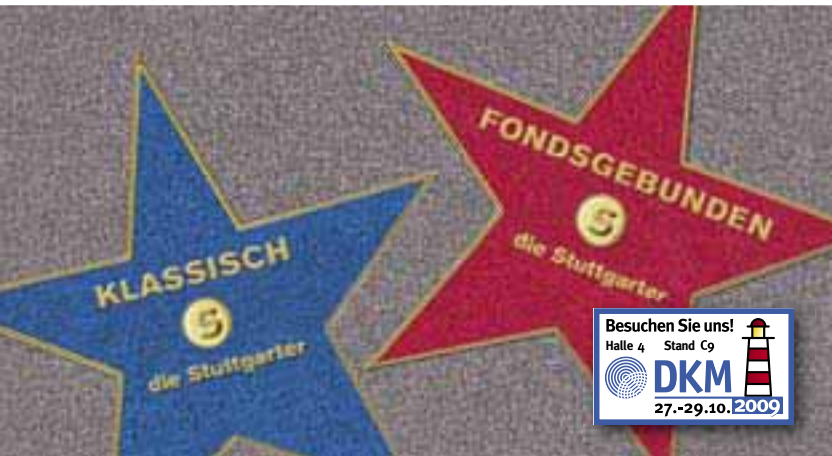 KLASSISCH
S
die Stuttgarter
FONDSGEBUNDEN
S
die Stuttgarter
Besuchen Sie uns!
Halle 4 Stand C9
DKM
27.-29.10. 2009